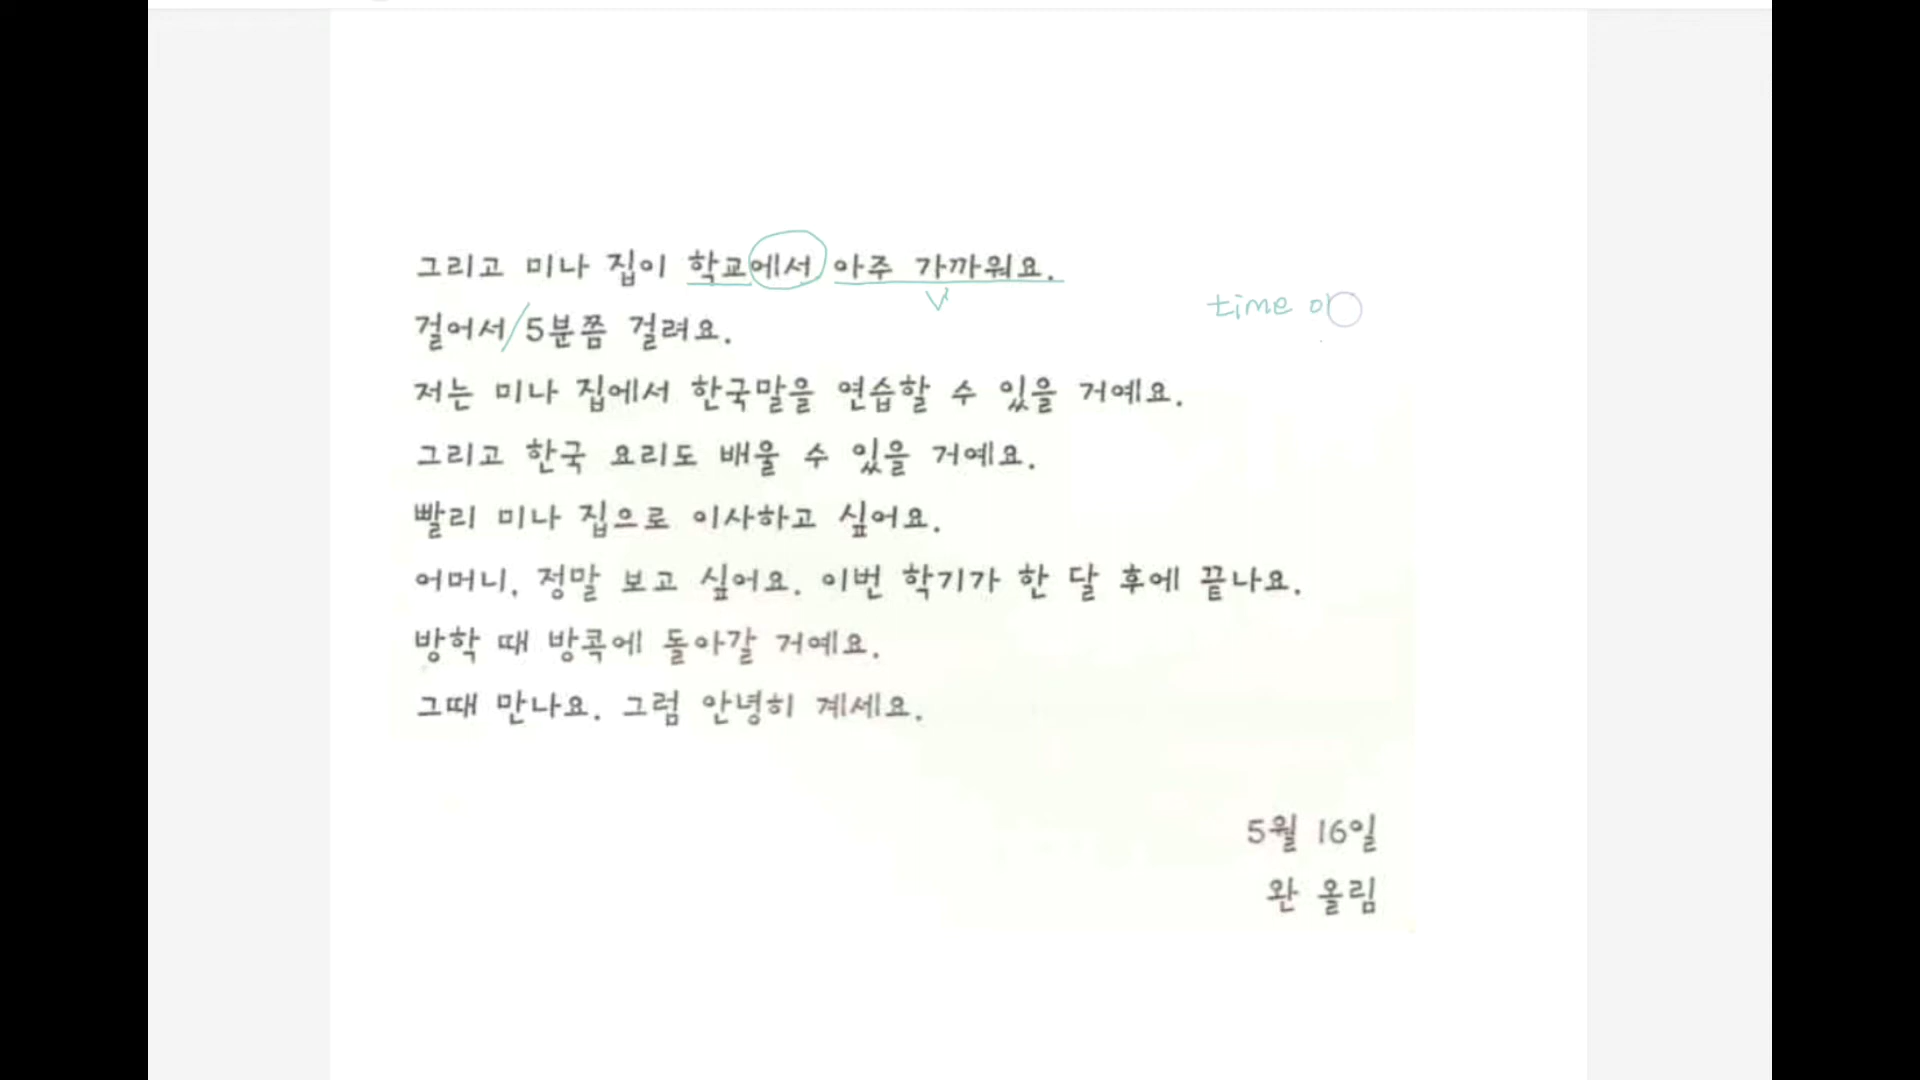 그리고 미나 집이 학교에서 아주 가까워요.
V
time
걸어서/5분쯤 걸려요.
저는 미나 집에서 한국말을 연습할 수 있을 거예요.
그리고 한국 요리도 배울 수 있을 거예요.
빨리 미나 집으로 이사하고 싶어요.
어머니, 정말 보고 싶어요. 이번 학기가 한 달 후에 끝나요.
방학 때 방콕에 돌아갈 거예요.
그때 만나요. 그럼 안녕히 계세요.
5월 16일
완 올림